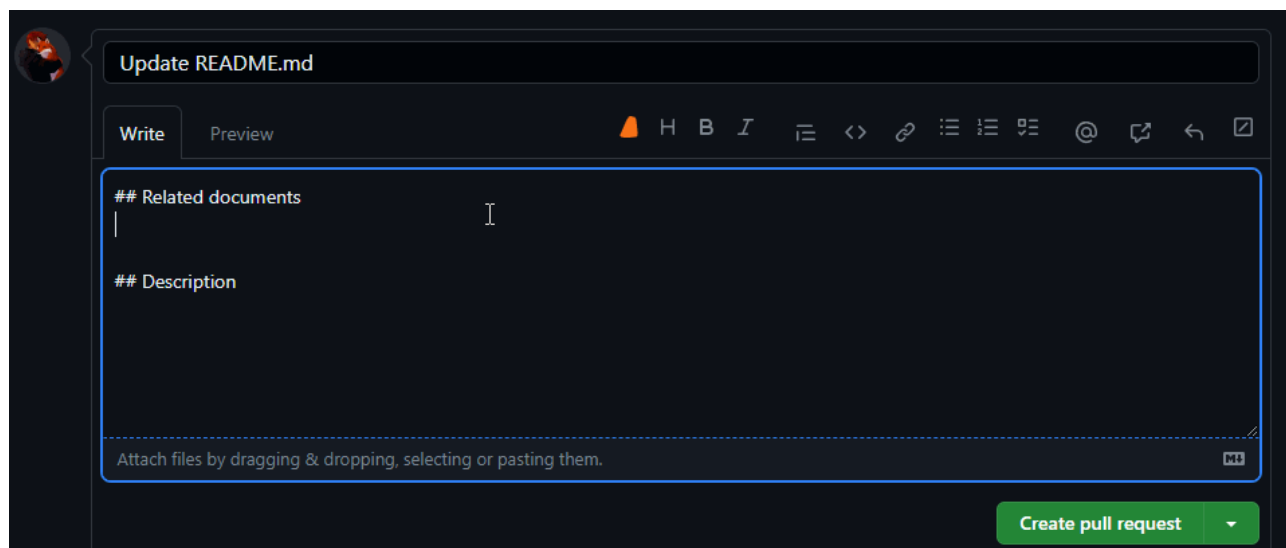 Update README.md
Write Preview H B I
## Related documents
## Description
Attach files by dragging & dropping, selecting or pasting them.
Create pull request